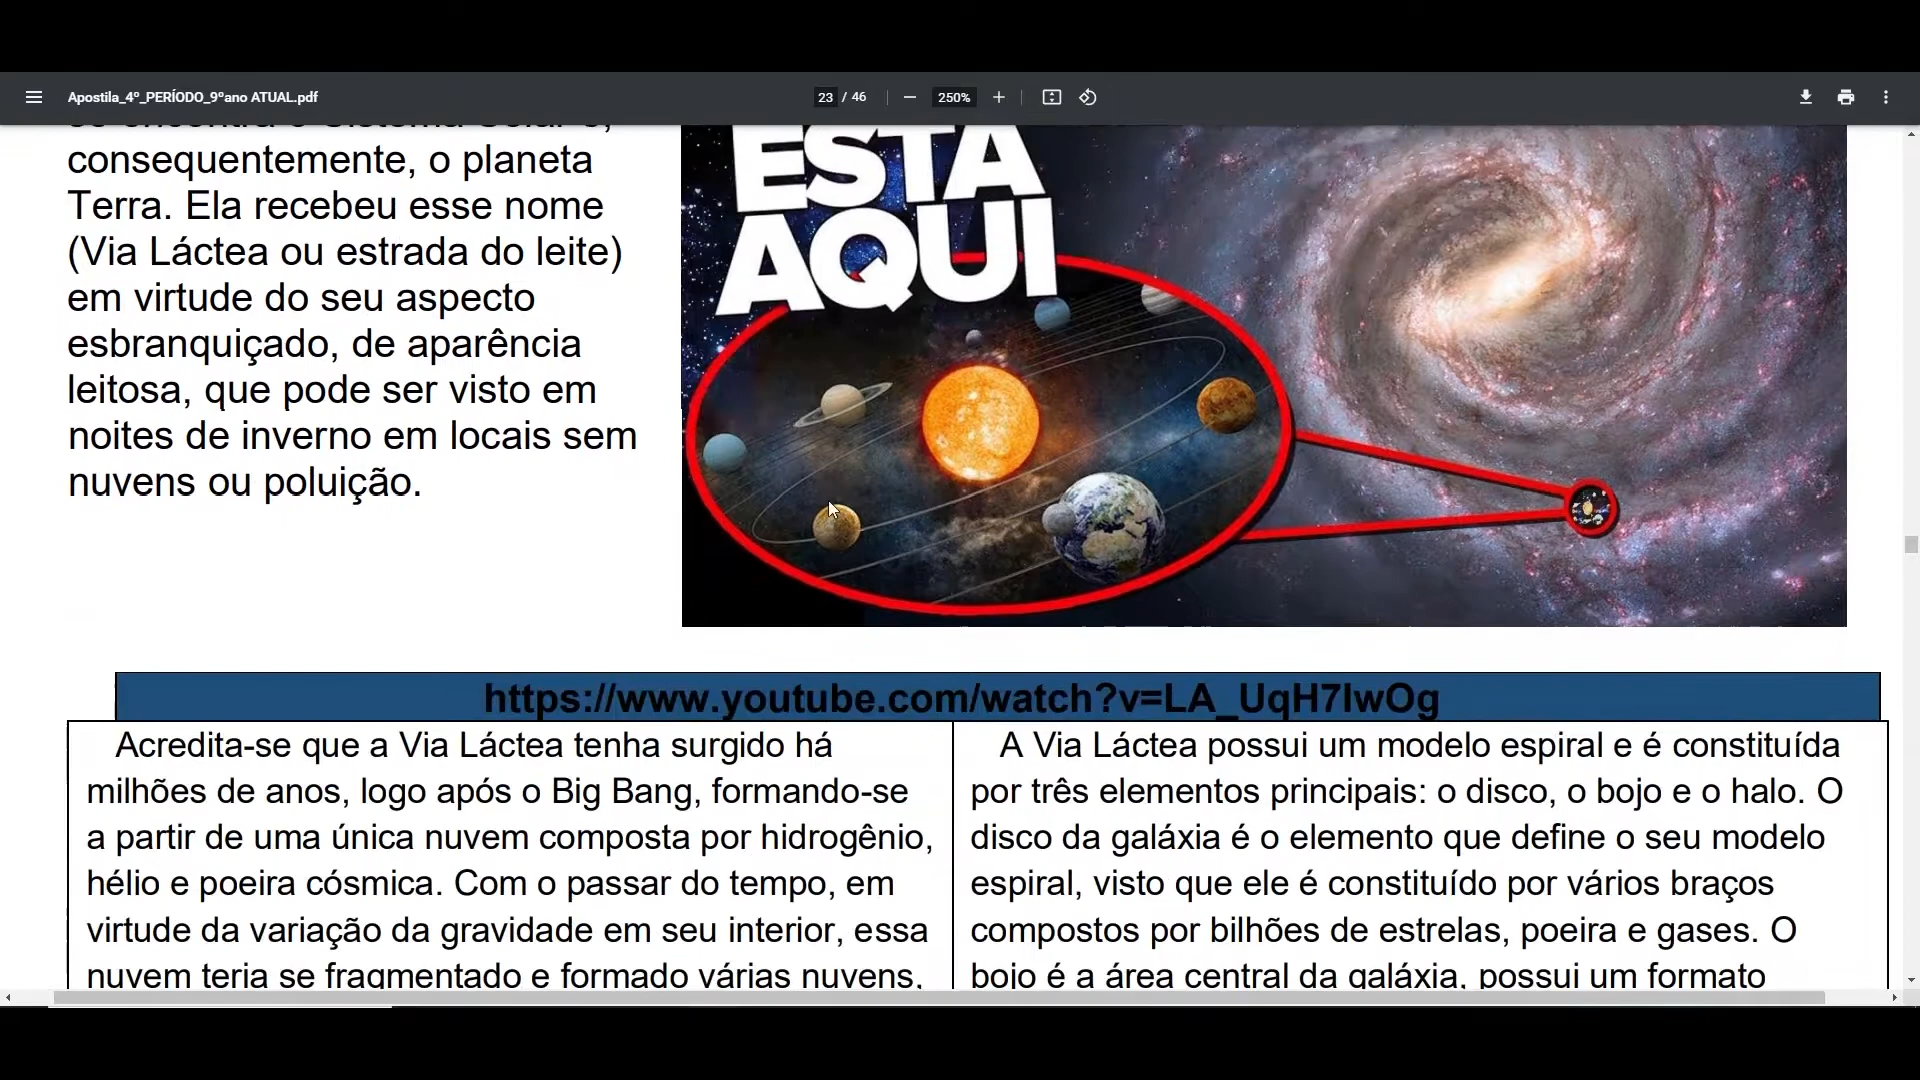 Apostila_4º_PERÍODO_9ºano ATUAL.pdf
23 / 46
250%
se encontra o Sistema Solar e,
consequentemente, o planeta
Terra. Ela recebeu esse nome
(Via Láctea ou estrada do leite)
em virtude do seu aspecto
esbranquiçado, de aparência
leitosa, que pode ser visto em
noites de inverno em locais sem
nuvens ou poluição.
ESTA
AQUI
https://www.youtube.com/watch?v=LA_UqH7IwOg
Acredita-se que a Via Láctea tenha surgido há
milhões de anos, logo após o Big Bang, formando-se
a partir de uma única nuvem composta por hidrogênio,
hélio e poeira cósmica. Com o passar do tempo, em
virtude da variação da gravidade em seu interior, essa
nuvem teria se fragmentado e formado várias nuvens,
A Via Láctea possui um modelo espiral e é constituída
por três elementos principais: o disco, o bojo e o halo. O
disco da galáxia é o elemento que define o seu modelo
espiral, visto que ele é constituído por vários braços
compostos por bilhões de estrelas, poeira e gases. O
bojo é a área central da galáxia, possui um formato